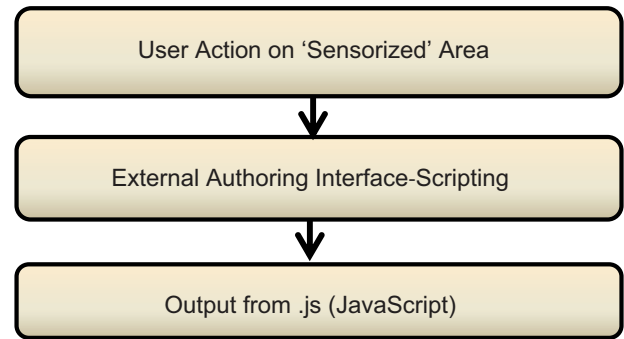 User Action on ‘Sensorized’ Area
External Authoring Interface-Scripting
Output from .js (JavaScript)